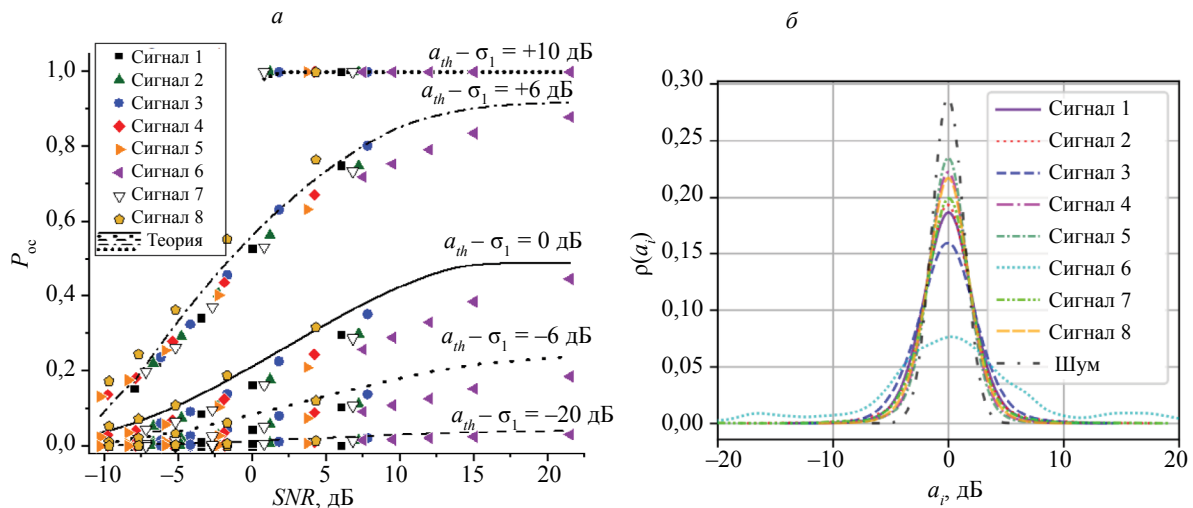 а
Сигнал 1
Сигнал 2
Сигнал 3
Сигнал 4
Сигнал 5
Сигнал 6
Сигнал 7
Сигнал 8
Теория
a_th – σ_1 = +10 дБ
a_th – σ_1 = +6 дБ
a_th – σ_1 = 0 дБ
a_th – σ_1 = –6 дБ
a_th – σ_1 = –20 дБ
P_ос
1,0
0,8
0,6
0,4
0,2
0,0
–10 –5 0 5 10 15 20
SNR, дБ
б
Сигнал 1
Сигнал 2
Сигнал 3
Сигнал 4
Сигнал 5
Сигнал 6
Сигнал 7
Сигнал 8
Шум
ρ(a_i)
0,30
0,25
0,20
0,15
0,10
0,05
0,00
–20 –10 0 10 20
a_i, дБ